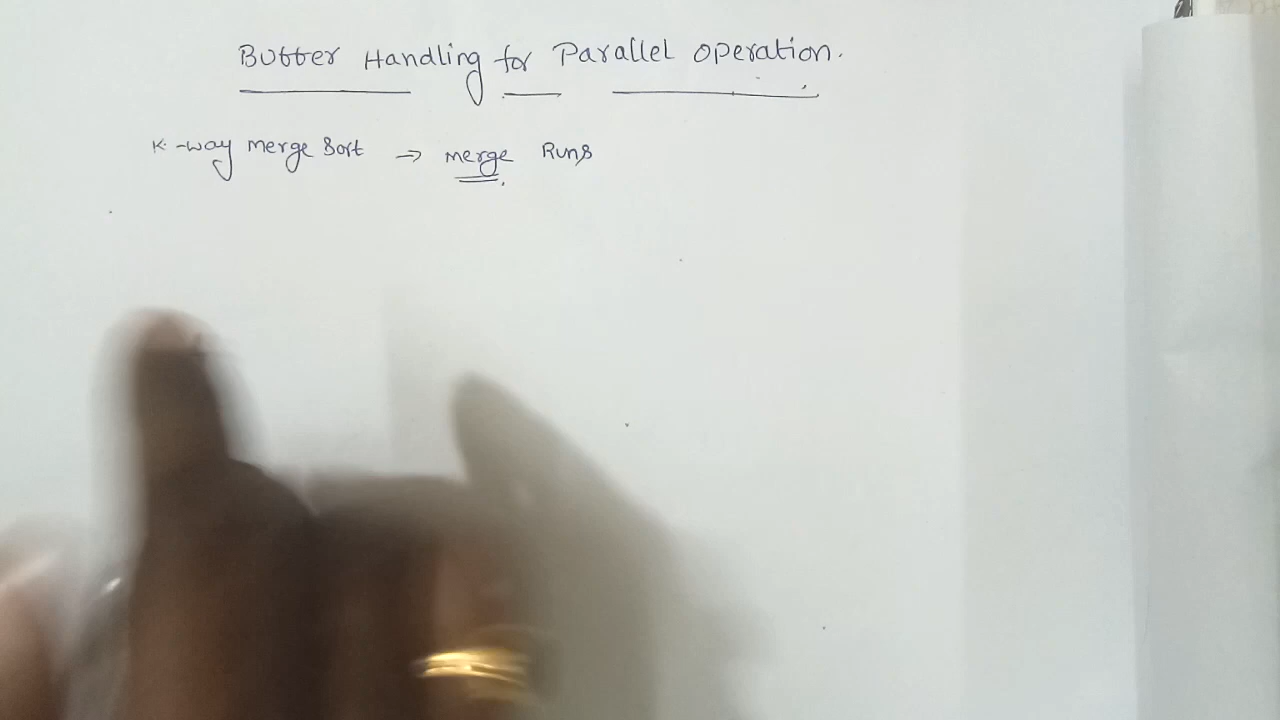 Buffer Handling for Parallel operation.
K-way merge Sort → merge Runs